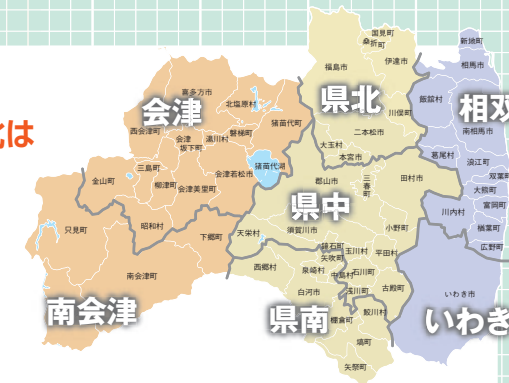 北は
会津
南会津
県北
県中
県南
相双
いわき
喜多方市
北塩原村
西会津町
会津
坂下町
湯川村
磐梯町
猪苗代町
猪苗代湖
三島町
金山町
柳津町
会津美里町
会津若松市
只見町
昭和村
下郷町
南会津町
国見町
桑折町
福島市
伊達市
川俣町
二本松市
大玉村
本宮市
郡山市
三春町
田村市
天栄村
須賀川市
小野町
鏡石町
矢吹町
玉川村
平田村
西郷村
泉崎村
中島村
石川町
白河市
浅川町
古殿町
棚倉町
鮫川村
塙町
矢祭町
新地町
相馬市
飯舘村
南相馬市
葛尾村
浪江町
双葉町
大熊町
川内村
富岡町
楢葉町
広野町
いわき市